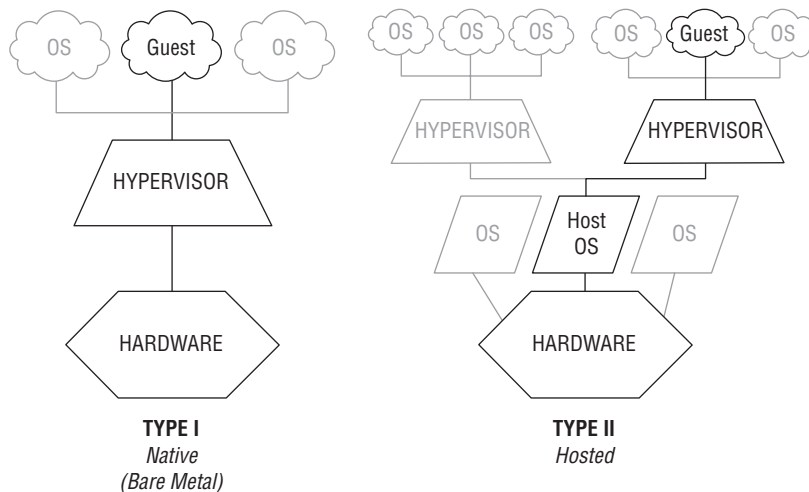 OS Guest OS
HYPERVISOR
HARDWARE
TYPE I
Native
(Bare Metal)
OS OS OS OS Guest OS
HYPERVISOR HYPERVISOR
OS Host OS
OS
HARDWARE
TYPE II
Hosted